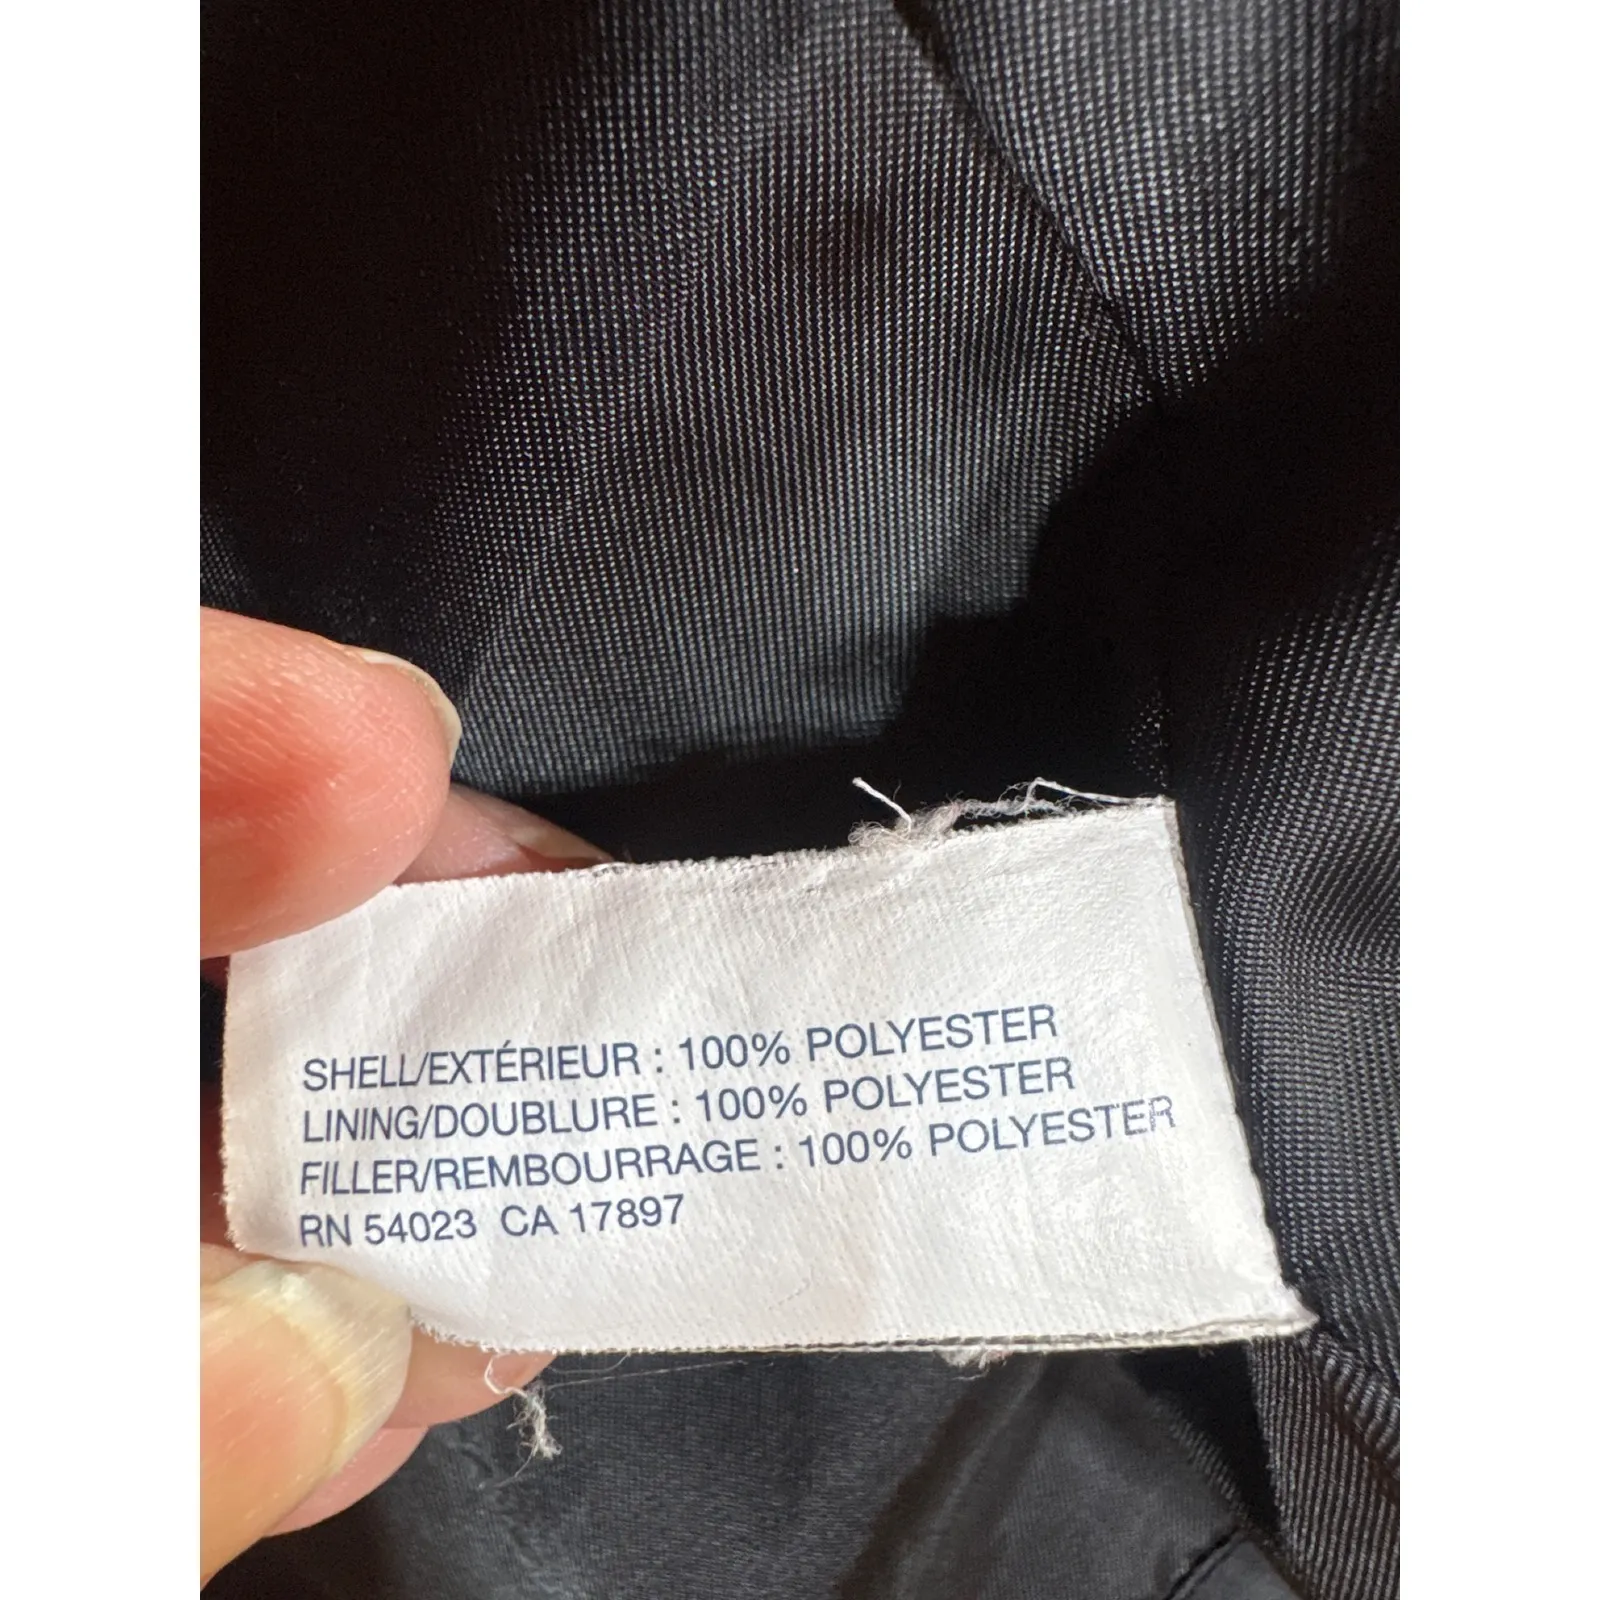 SHELL/EXTÉRIEUR : 100% POLYESTER
LINING/DOUBLURE : 100% POLYESTER
FILLER/REMBOURRAGE : 100% POLYESTER
RN 54023 CA 17897